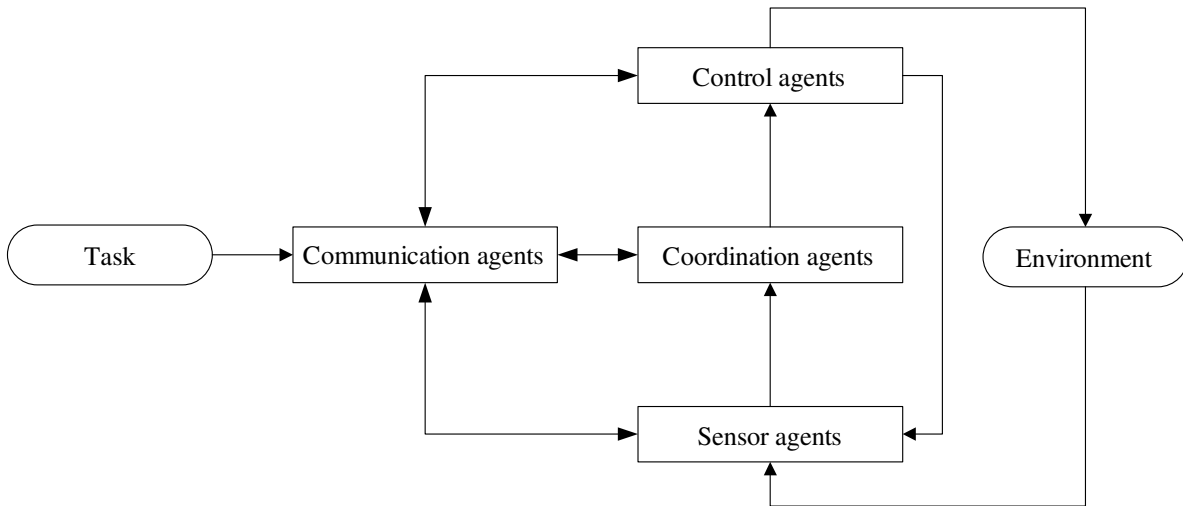 Control agents
Task
Communication agents
Coordination agents
Environment
Sensor agents